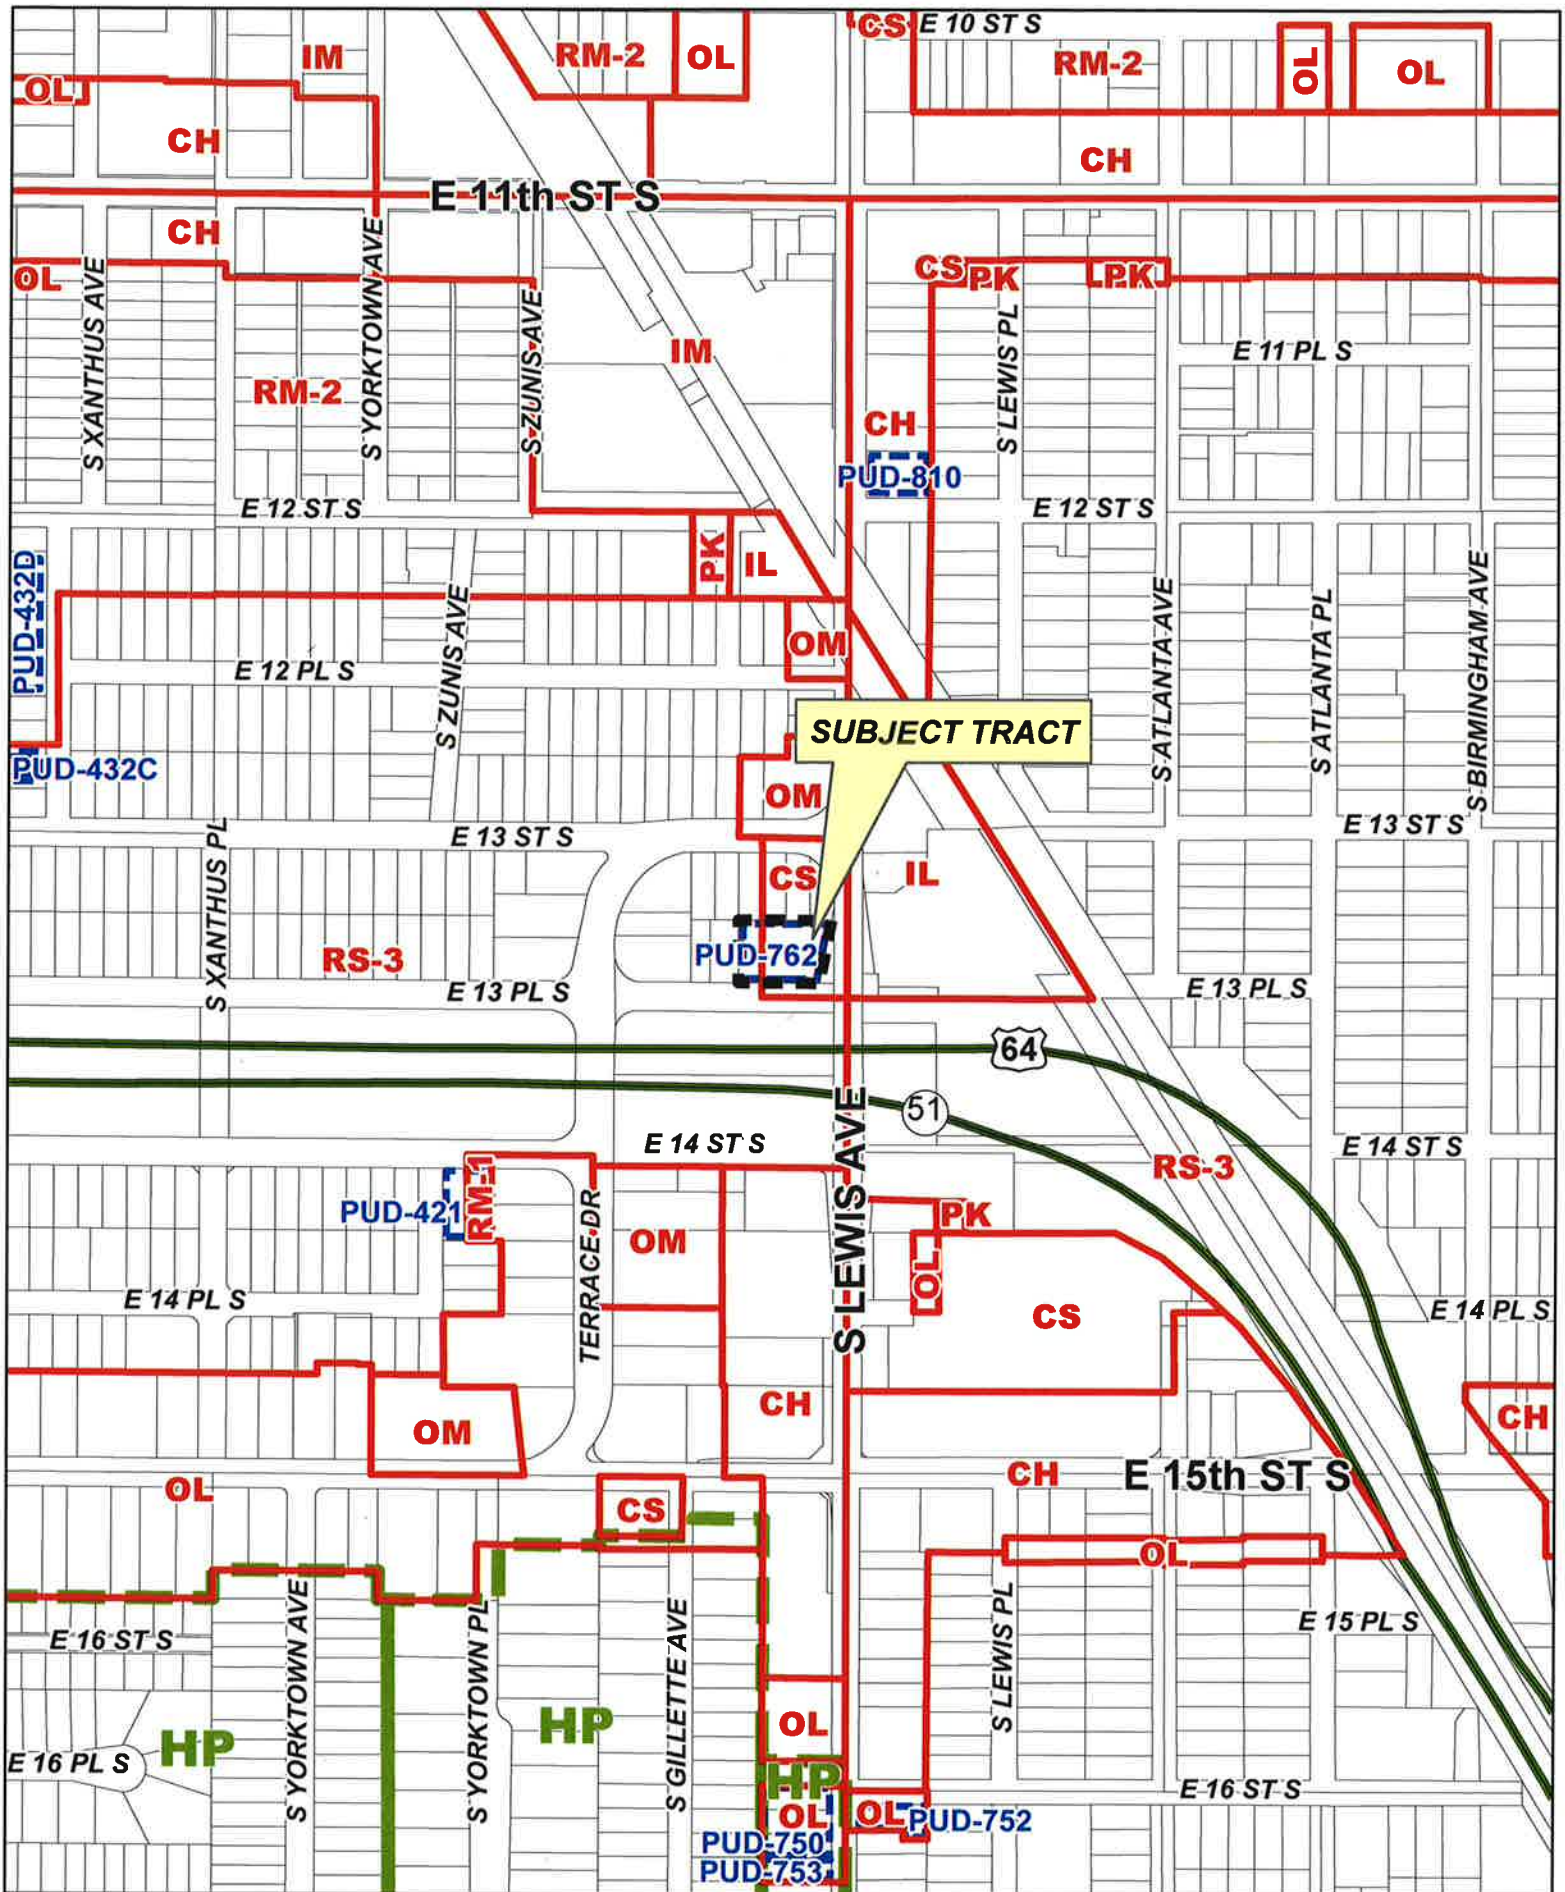 CS
E 10 ST S
IM
RM-2
OL
RM-2
OL
OL
OL
CH
CH
E 11th ST S
CH
OL
CS
PK
PK
S XANTHUS AVE
S YORKTOWN AVE
S ZUNIS AVE
IM
S LEWIS PL
E 11 PL S
RM-2
CH
PUD-810
E 12 ST S
E 12 ST S
PUD-432D
PK
IL
S ZUNIS AVE
S ATLANTA AVE
S ATLANTA PL
S BIRMINGHAM AVE
OM
E 12 PL S
SUBJECT TRACT
PUD-432C
OM
E 13 ST S
E 13 ST S
S XANTHUS PL
CS
IL
RS-3
PUD-762
E 13 PL S
E 13 PL S
64
51
S LEWIS AVE
E 14 ST S
E 14 ST S
RS-3
PUD-421
RM-1
TERRACE DR
OM
PK
OL
CS
E 14 PL S
E 14 PL S
CH
CH
OM
CH
E 15th ST S
OL
CS
OL
E 15 PL S
E 16 ST S
S YORKTOWN AVE
S YORKTOWN PL
S GILLETTE AVE
S LEWIS PL
HP
HP
OL
E 16 PL S
HP
E 16 ST S
OL
OL
PUD-752
PUD-750
PUD-753